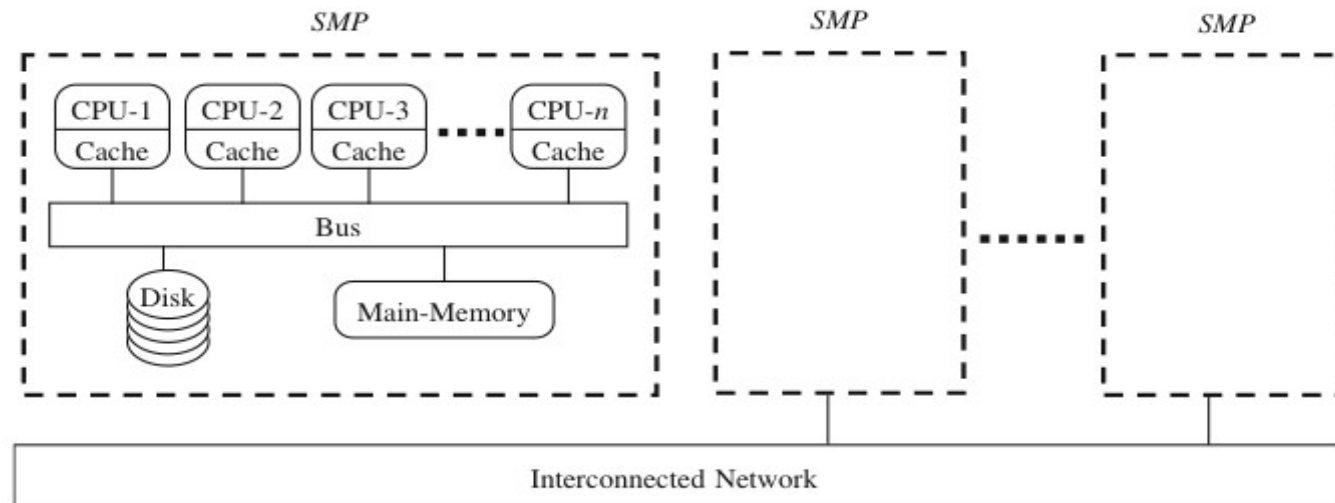 SMP
SMP
SMP
CPU-1
CPU-2
CPU-3
CPU-n
Cache
Cache
Cache
Cache
Bus
Disk
Main-Memory
Interconnected Network